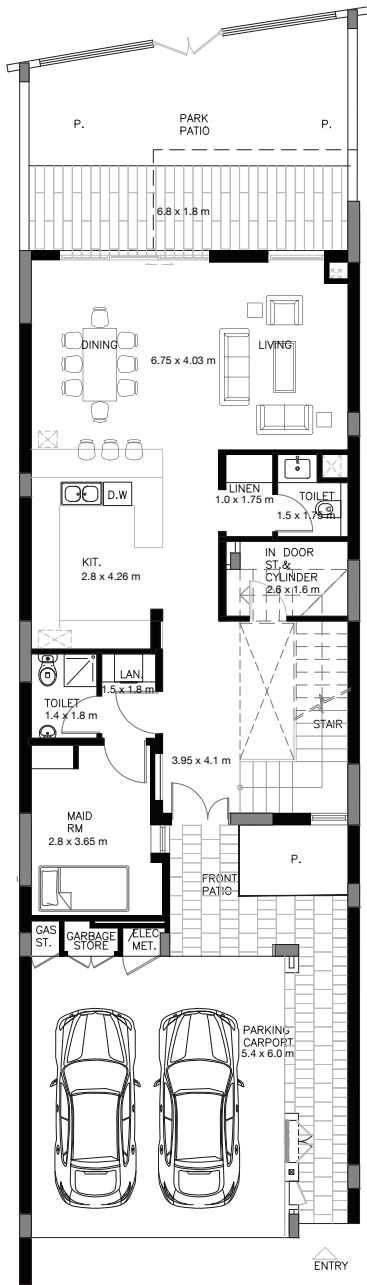 P.
PARK
PATIO
P.
6.8 x 1.8 m
DINING
LIVING
6.75 x 4.03 m
D.W
LINEN
1.0 x 1.75 m
TOILET
1.5 x 1.75 m
KIT.
2.8 x 4.26 m
IN DOOR
ST.&
CYLINDER
2.6 x 1.6 m
LAN.
1.5 x 1.8 m
TOILET
1.4 x 1.8 m
STAIR
3.95 x 4.1 m
MAID
RM
2.8 x 3.65 m
FRONT
PATIO
P.
GAS
ST.
GARBAGE
STORE
ELEC
MET.
PARKING
CARPORT
5.4 x 6.0 m
ENTRY